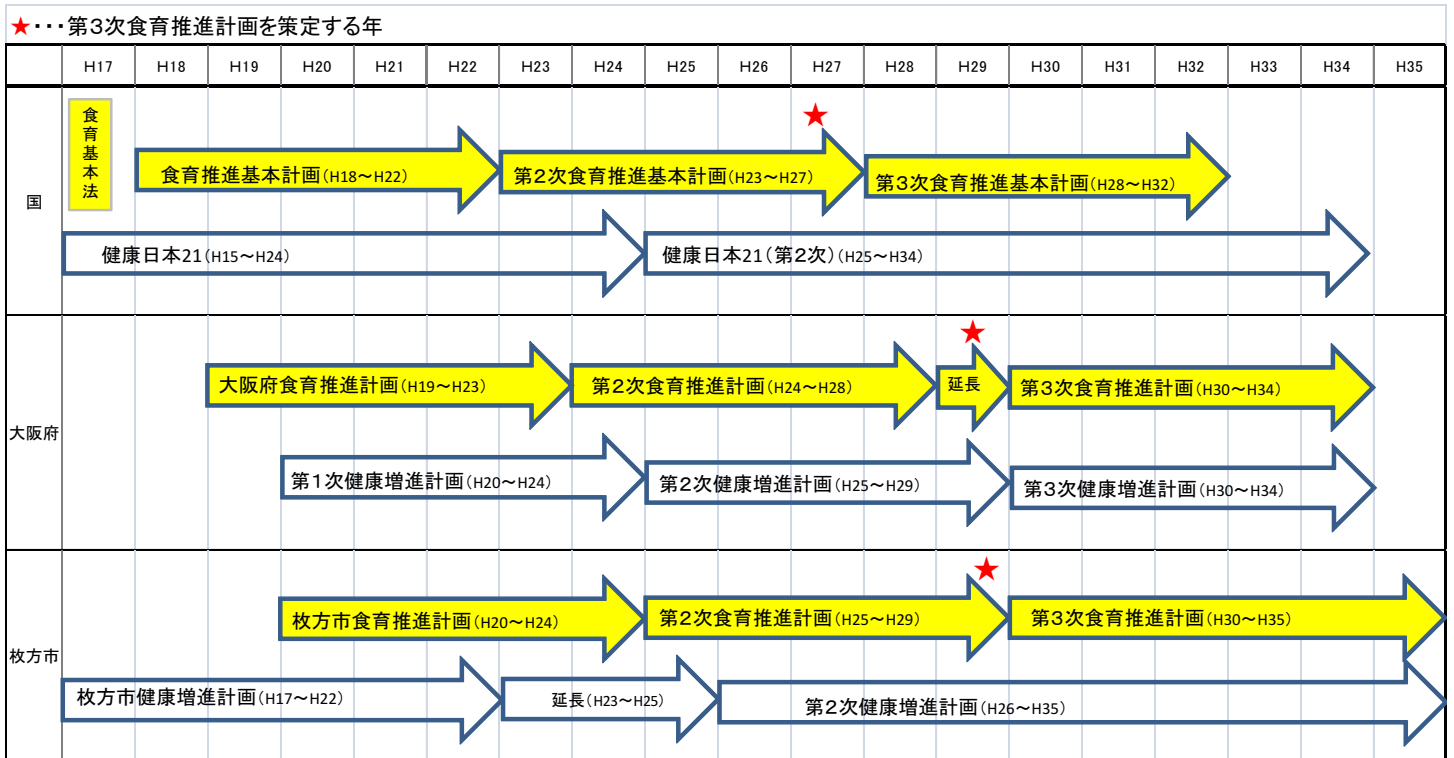 ★・・・第３次食育推進計画を策定する年
H17 H18 H19 H20 H21 H22 H23 H24 H25 H26 H27 H28 H29 H30 H31 H32 H33 H34 H35
国
食育基本法
★
食育推進基本計画(H18～H22)
第２次食育推進基本計画(H23～H27)
第３次食育推進基本計画(H28～H32)
健康日本21(H15～H24)
健康日本21(第２次)(H25～H34)
大阪府
★
大阪府食育推進計画(H19～H23)
第２次食育推進計画(H24～H28)
延長
第３次食育推進計画(H30～H34)
第１次健康増進計画(H20～H24)
第２次健康増進計画(H25～H29)
第３次健康増進計画(H30～H34)
枚方市
★
枚方市食育推進計画(H20～H24)
第２次食育推進計画(H25～H29)
第３次食育推進計画(H30～H35)
枚方市健康増進計画(H17～H22)
延長(H23～H25)
第２次健康増進計画(H26～H35)